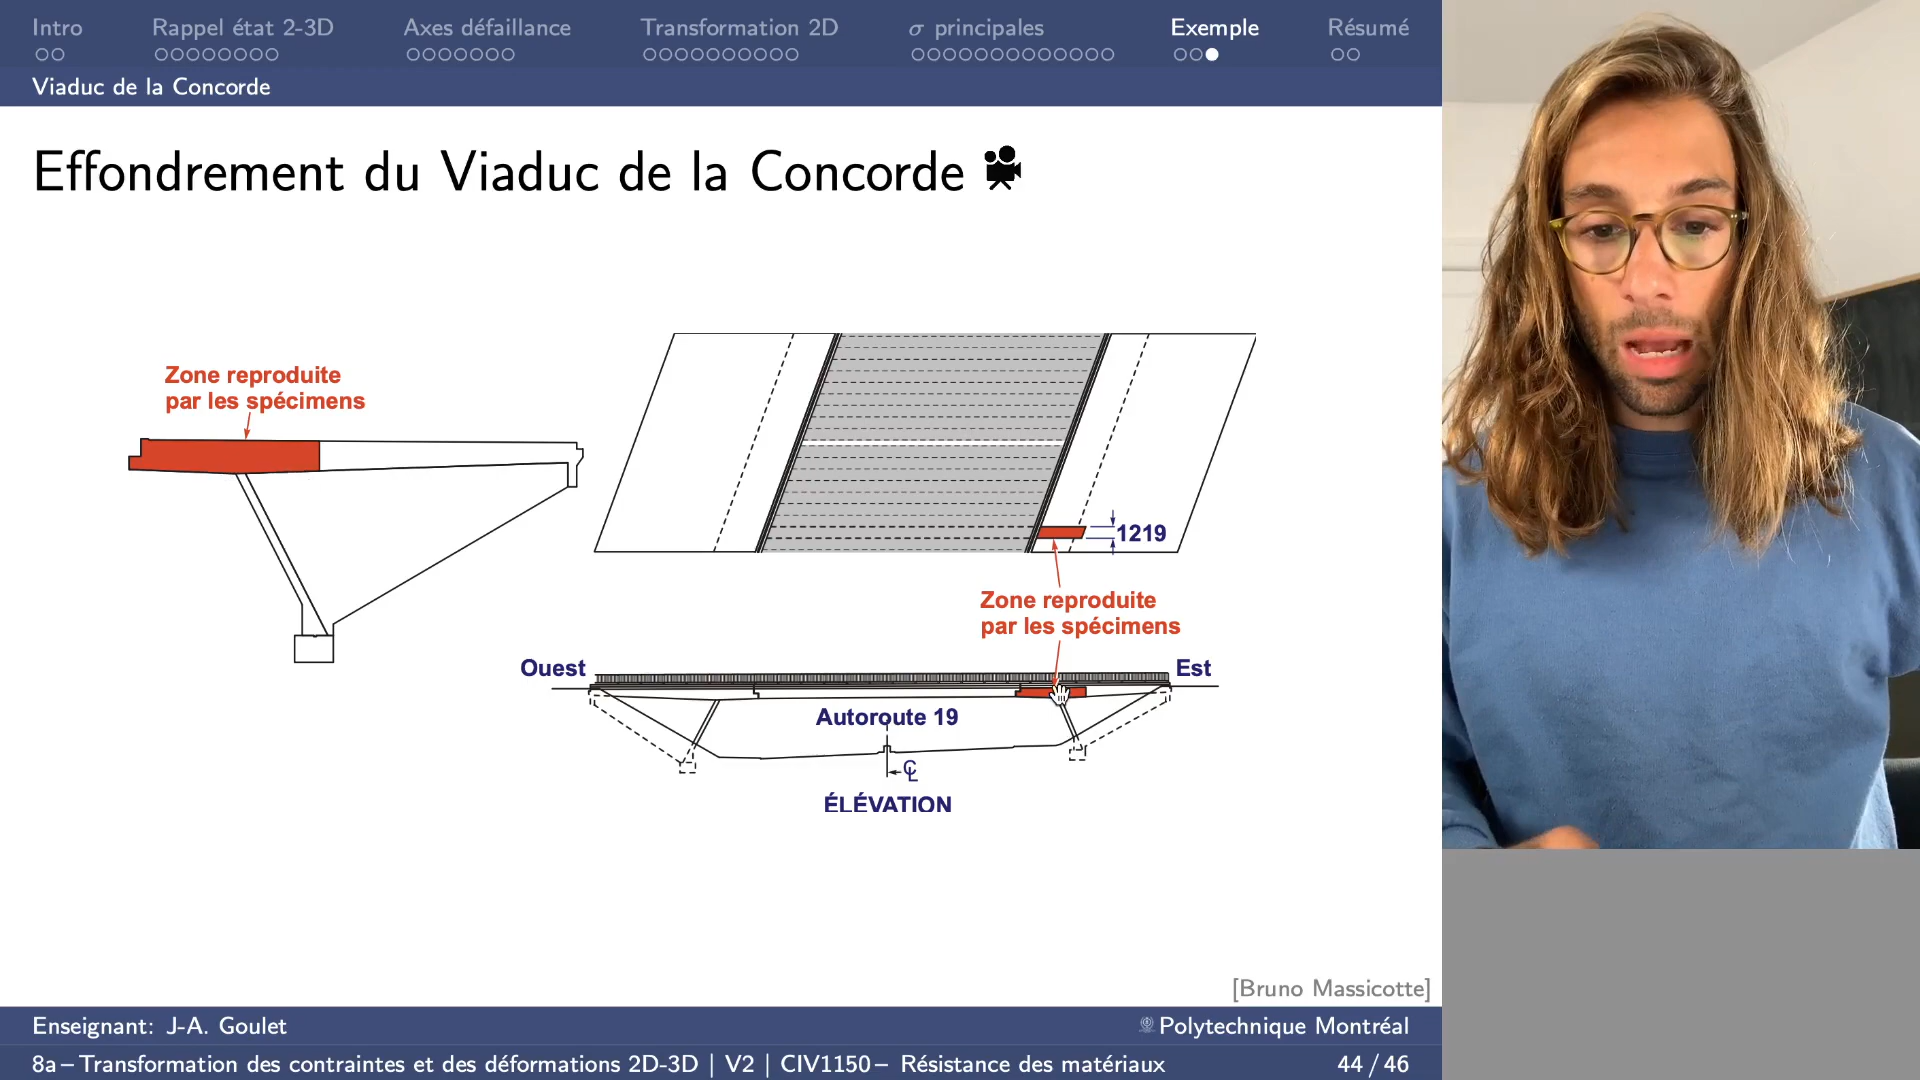 Intro
Rappel état 2-3D
Axes défaillance
Transformation 2D
σ principales
Exemple
Résumé
Viaduc de la Concorde
Effondrement du Viaduc de la Concorde
Zone reproduite
par les spécimens
1219
Zone reproduite
par les spécimens
Ouest
Est
Autoroute 19
℄
ÉLÉVATION
[Bruno Massicotte]
Enseignant: J-A. Goulet
Polytechnique Montréal
8a – Transformation des contraintes et des déformations 2D-3D | V2 | CIV1150 – Résistance des matériaux
44 / 46